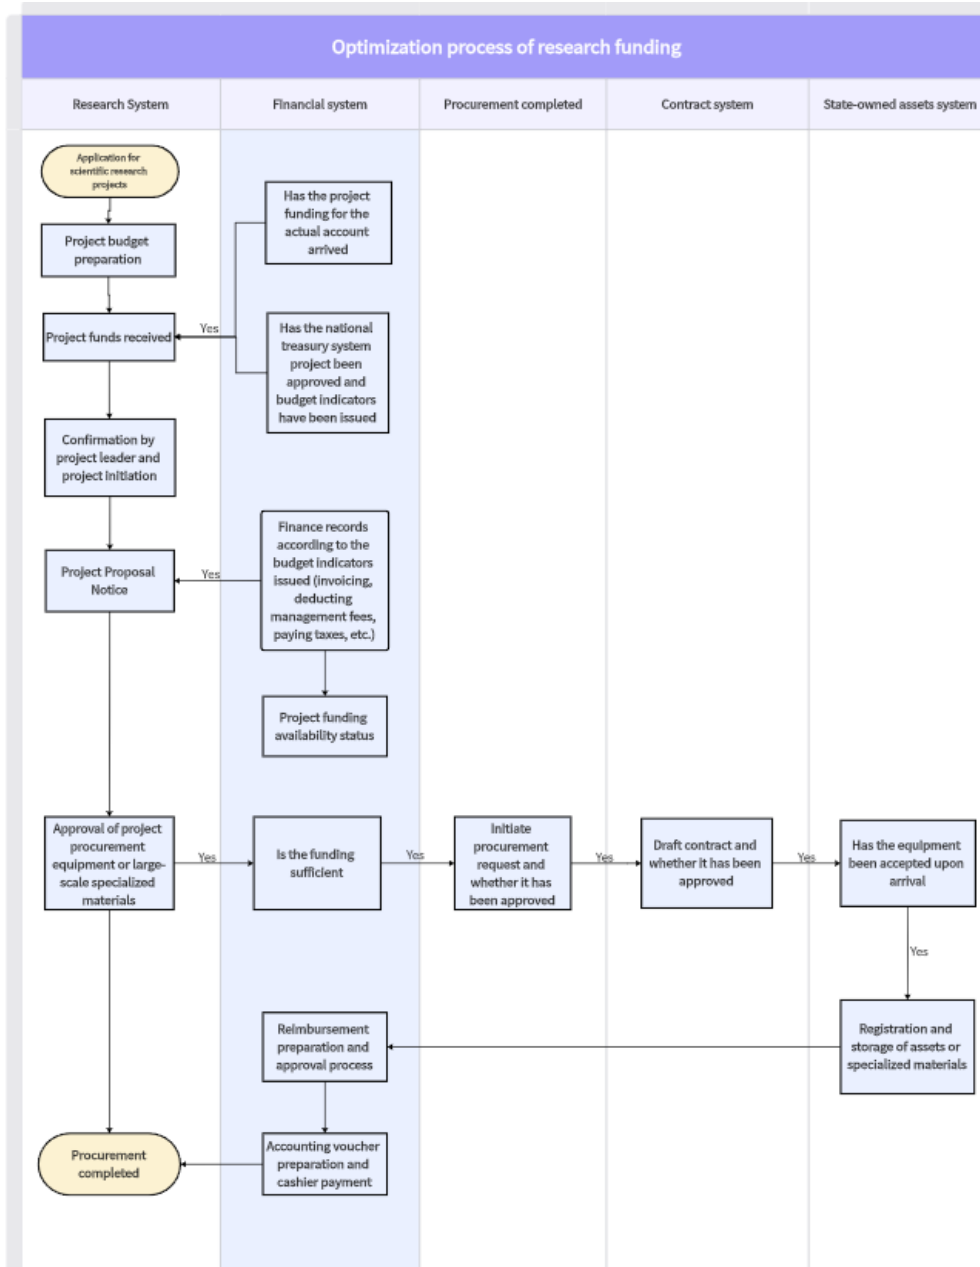 Optimization process of research funding
Research System
Financial system
Procurement completed
Contract system
State-owned assets system
Application for
scientific research
projects
Project budget
preparation
Project funds received
Confirmation by
project leader and
project initiation
Project Proposal
Notice
Approval of project
procurement
equipment or large-
scale specialized
materials
Procurement
completed
Has the project
funding for the
actual account
arrived
Yes
Has the national
treasury system
project been
approved and
budget indicators
have been issued
Finance records
according to the
budget indicators
issued (invoicing,
deducting
management fees,
paying taxes, etc.)
Yes
Project funding
availability status
Yes
Is the funding
sufficient
Yes
Initiate
procurement
request and
whether it has
been approved
Yes
Draft contract and
whether it has been
approved
Yes
Has the equipment
been accepted upon
arrival
Yes
Registration and
storage of assets or
specialized materials
Reimbursement
preparation and
approval process
Accounting voucher
preparation and
cashier payment